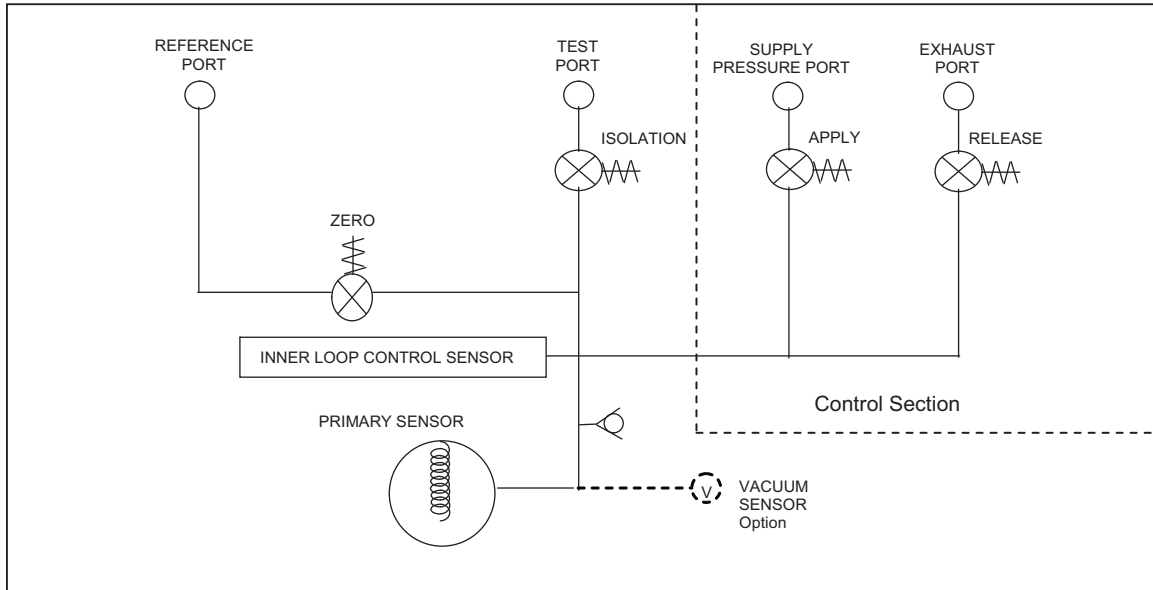 REFERENCE
PORT
TEST
PORT
SUPPLY
PRESSURE PORT
EXHAUST
PORT
ISOLATION
APPLY
RELEASE
ZERO
INNER LOOP CONTROL SENSOR
Control Section
PRIMARY SENSOR
V
VACUUM
SENSOR
Option